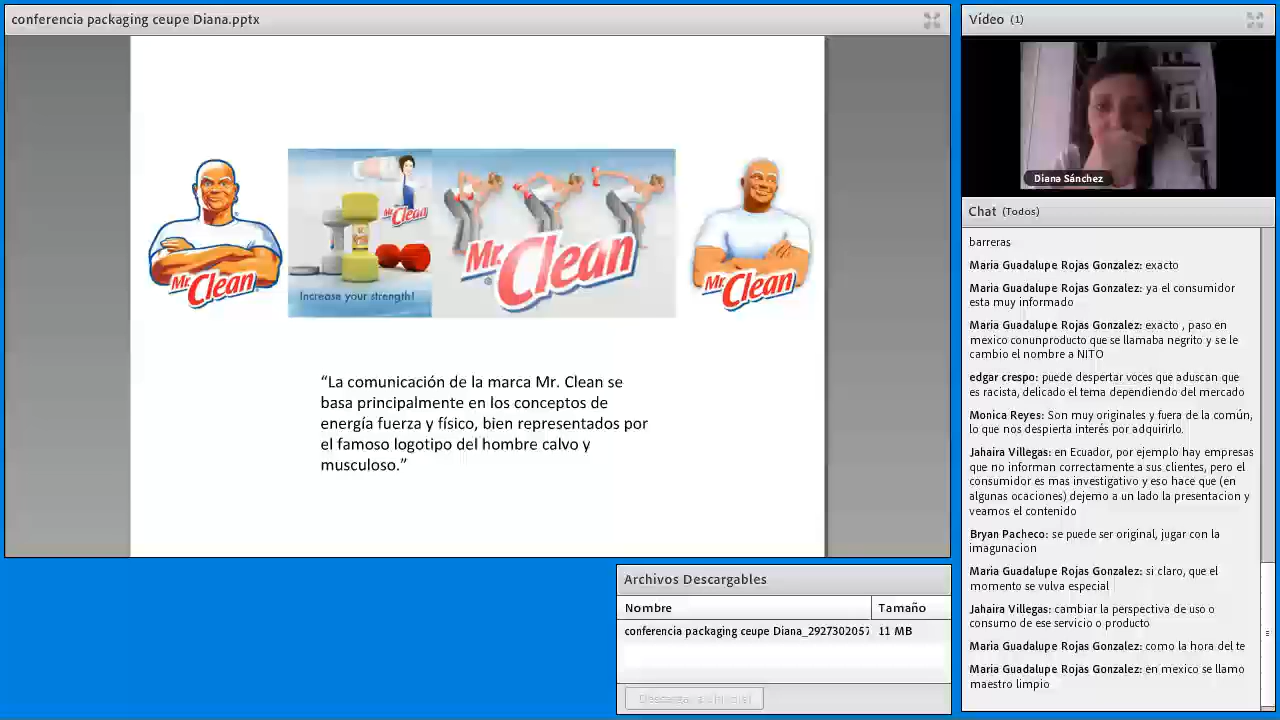 conferencia packaging ceupe Diana.pptx
Mr. Clean
Increase your strength!
Mr. Clean
Mr. Clean
Mr. Clean
“La comunicación de la marca Mr. Clean se
basa principalmente en los conceptos de
energía fuerza y físico, bien representados por
el famoso logotipo del hombre calvo y
musculoso.”
Archivos Descargables
Nombre
Tamaño
conferencia packaging ceupe Diana_2927302057
11 MB
Vídeo (1)
Diana Sánchez
Chat (Todos)
barreras
Maria Guadalupe Rojas Gonzalez: exacto
Maria Guadalupe Rojas Gonzalez: ya el consumidor
esta muy informado
Maria Guadalupe Rojas Gonzalez: exacto , paso en
mexico conunproducto que se llamaba negrito y se le
cambio el nombre a NITO
edgar crespo: puede despertar voces que aduscan que
es racista, delicado el tema dependiendo del mercado
Monica Reyes: Son muy originales y fuera de la común,
lo que nos despierta interés por adquirirlo.
Jahaira Villegas: en Ecuador, por ejemplo hay empresas
que no informan correctamente a sus clientes, pero el
consumidor es mas investigativo y eso hace que (en
algunas ocaciones) dejemo a un lado la presentacion y
veamos el contenido
Bryan Pacheco: se puede ser original, jugar con la
imagunacion
Maria Guadalupe Rojas Gonzalez: si claro, que el
momento se vulva especial
Jahaira Villegas: cambiar la perspectiva de uso o
consumo de ese servicio o producto
Maria Guadalupe Rojas Gonzalez: como la hora del te
Maria Guadalupe Rojas Gonzalez: en mexico se llamo
maestro limpio